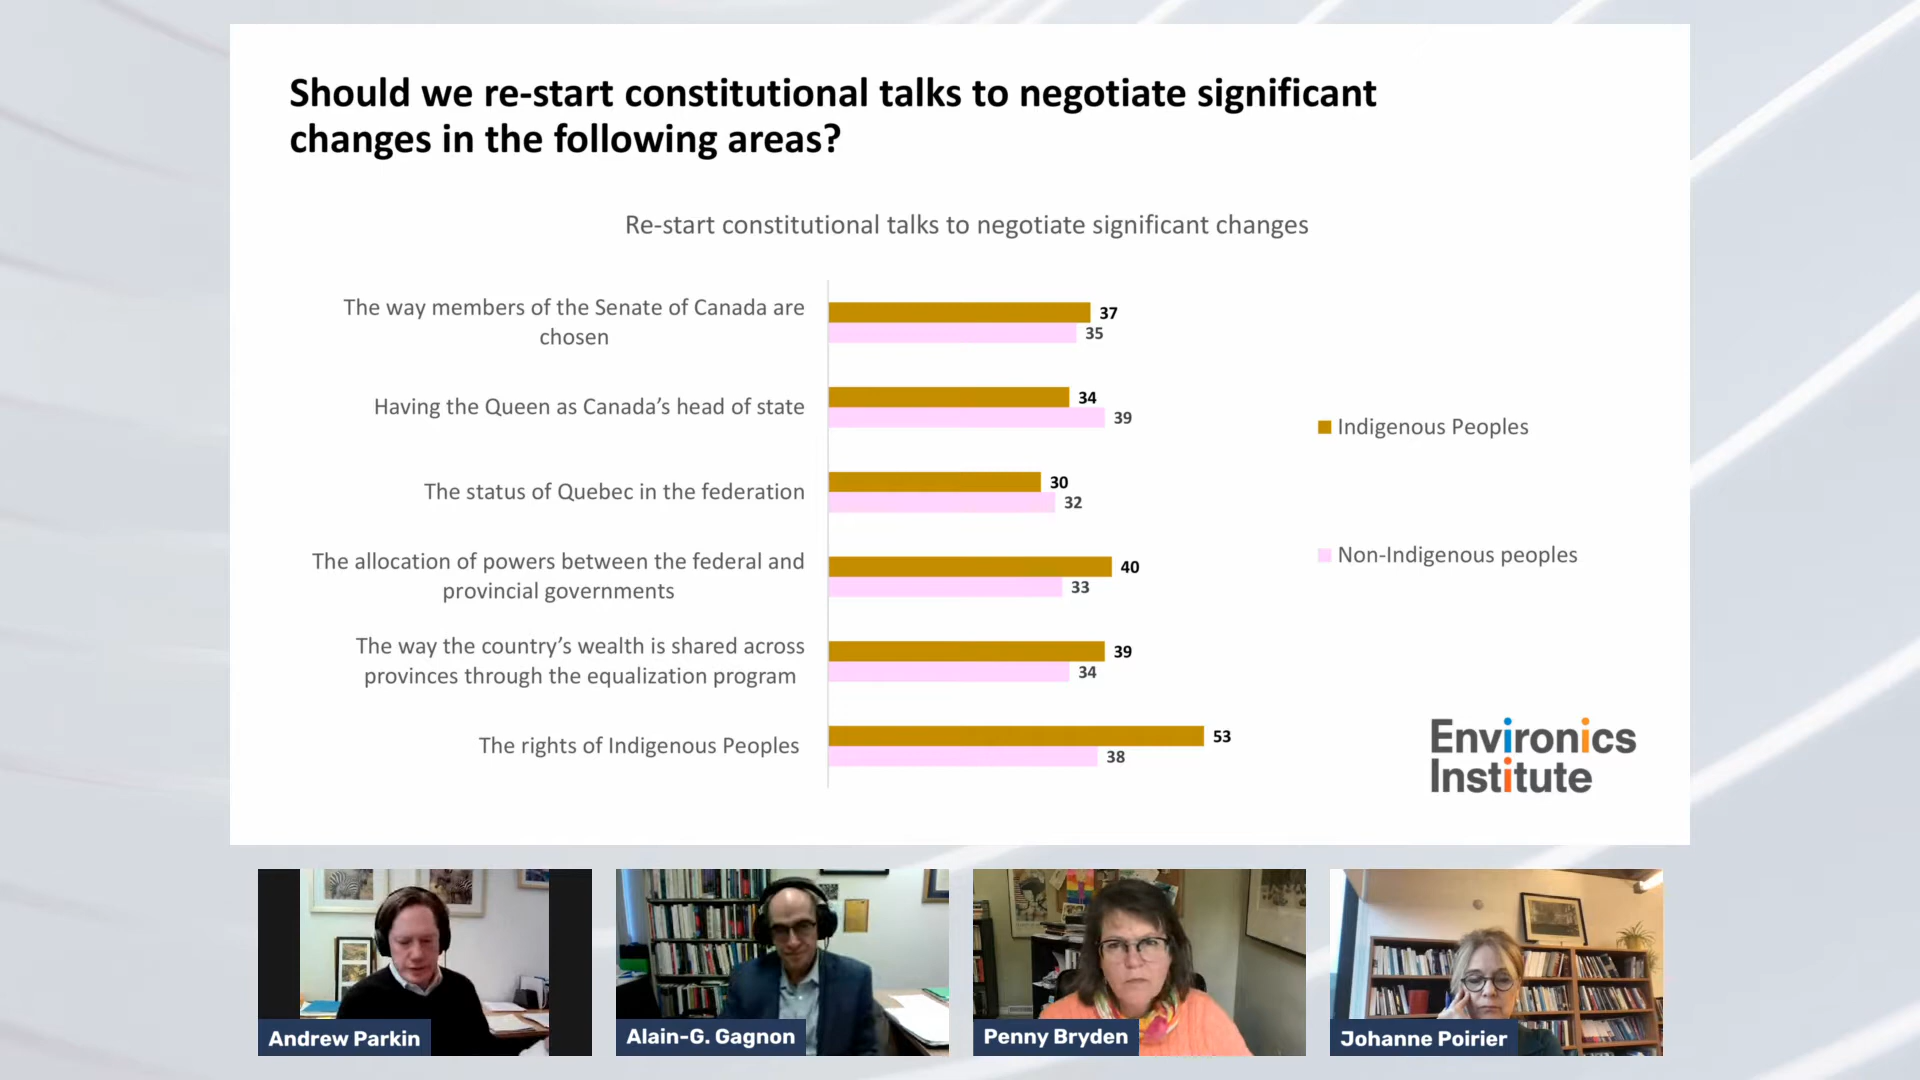 Should we re-start constitutional talks to negotiate significant
changes in the following areas?
Re-start constitutional talks to negotiate significant changes
The way members of the Senate of Canada are
chosen
37
35
Having the Queen as Canada’s head of state
34
39
The status of Quebec in the federation
30
32
The allocation of powers between the federal and
provincial governments
40
33
The way the country’s wealth is shared across
provinces through the equalization program
39
34
The rights of Indigenous Peoples
53
38
Indigenous Peoples
Non-Indigenous peoples
Environics
Institute
Andrew Parkin
Alain-G. Gagnon
Penny Bryden
Johanne Poirier